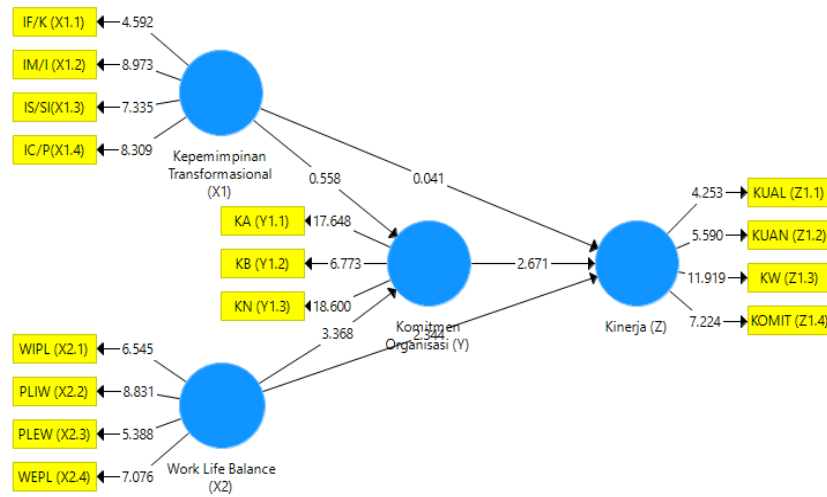 IF/K (X1.1)
4.592
IM/I (X1.2)
8.973
IS/SI(X1.3)
7.335
IC/P(X1.4)
8.309
Kepemimpinan
Transformasional
(X1)
0.558
0.041
KA (Y1.1)
17.648
KB (Y1.2)
6.773
KN (Y1.3)
18.600
Komitmen
Organisasi (Y)
2.671
3.368
2.344
KUAL (Z1.1)
4.253
KUAN (Z1.2)
5.590
KW (Z1.3)
11.919
KOMIT (Z1.4)
7.224
Kinerja (Z)
WIPL (X2.1)
6.545
PLIW (X2.2)
8.831
PLEW (X2.3)
5.388
WEPL (X2.4)
7.076
Work Life Balance
(X2)